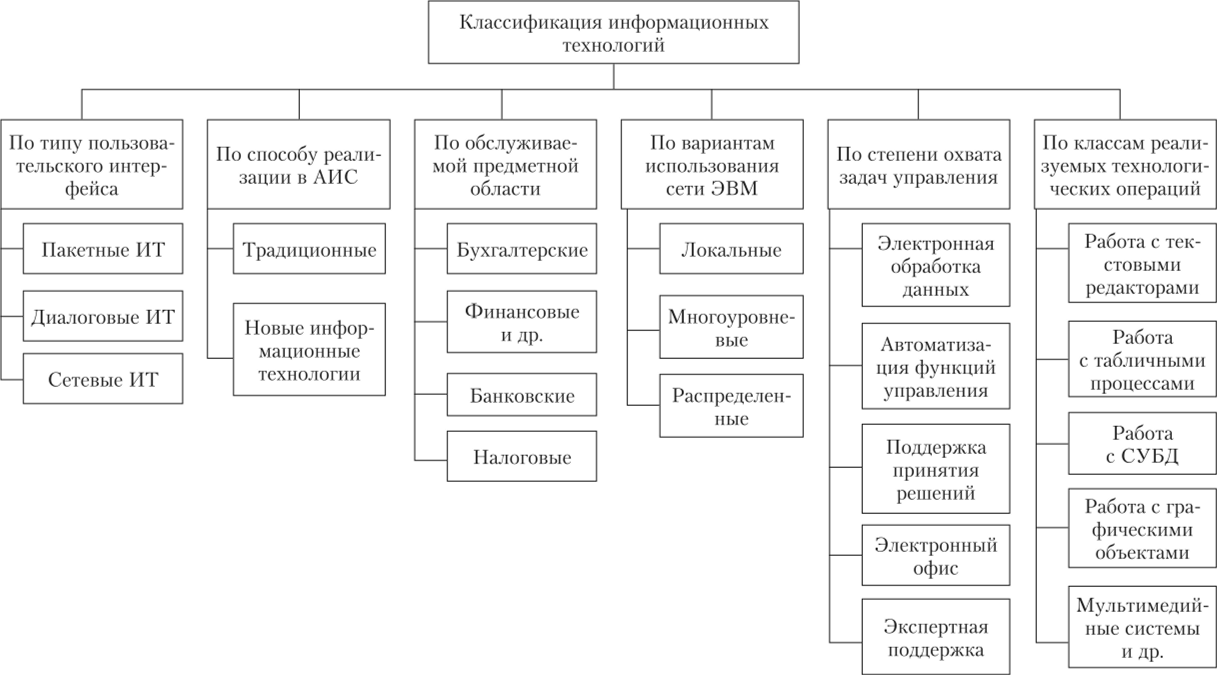 Классификация информационных
технологий
По типу пользова-
тельского интер-
фейса
Пакетные ИТ
Диалоговые ИТ
Сетевые ИТ
По способу реали-
зации в АИС
Традиционные
Новые инфор-
мационные
технологии
По обслуживае-
мой предметной
области
Бухгалтерские
Финансовые
и др.
Банковские
Налоговые
По вариантам
использования
сети ЭВМ
Локальные
Многоуровне-
вые
Распределен-
ные
По степени охвата
задач управления
Электронная
обработка
данных
Автоматиза-
ция функций
управления
Поддержка
принятия
решений
Электронный
офис
Экспертная
поддержка
По классам реали-
зуемых технологи-
ческих операций
Работа с тек-
стовыми
редакторами
Работа
с табличными
процессами
Работа
с СУБД
Работа с гра-
фическими
объектами
Мультимедий-
ные системы
и др.